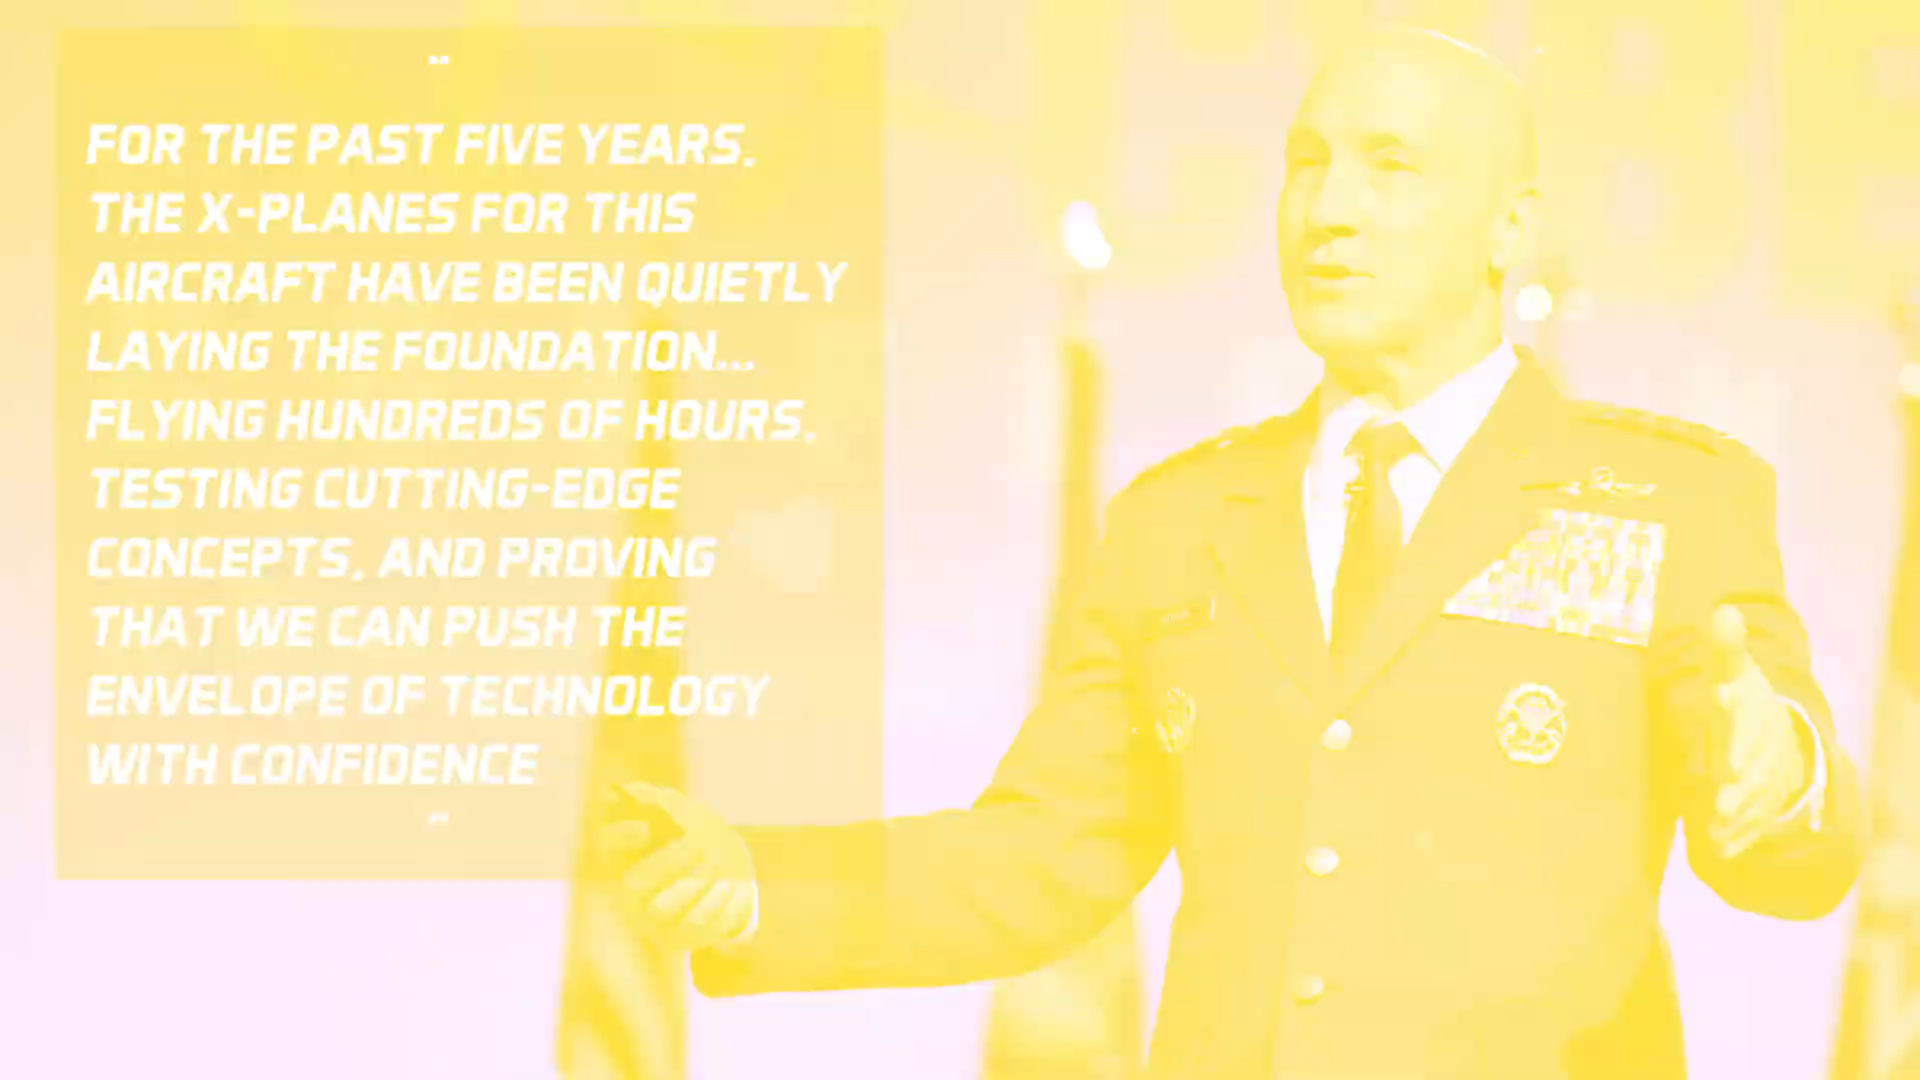 "
FOR THE PAST FIVE YEARS,
THE X-PLANES FOR THIS
AIRCRAFT HAVE BEEN QUIETLY
LAYING THE FOUNDATION...
FLYING HUNDREDS OF HOURS,
TESTING CUTTING-EDGE
CONCEPTS, AND PROVING
THAT WE CAN PUSH THE
ENVELOPE OF TECHNOLOGY
WITH CONFIDENCE
"